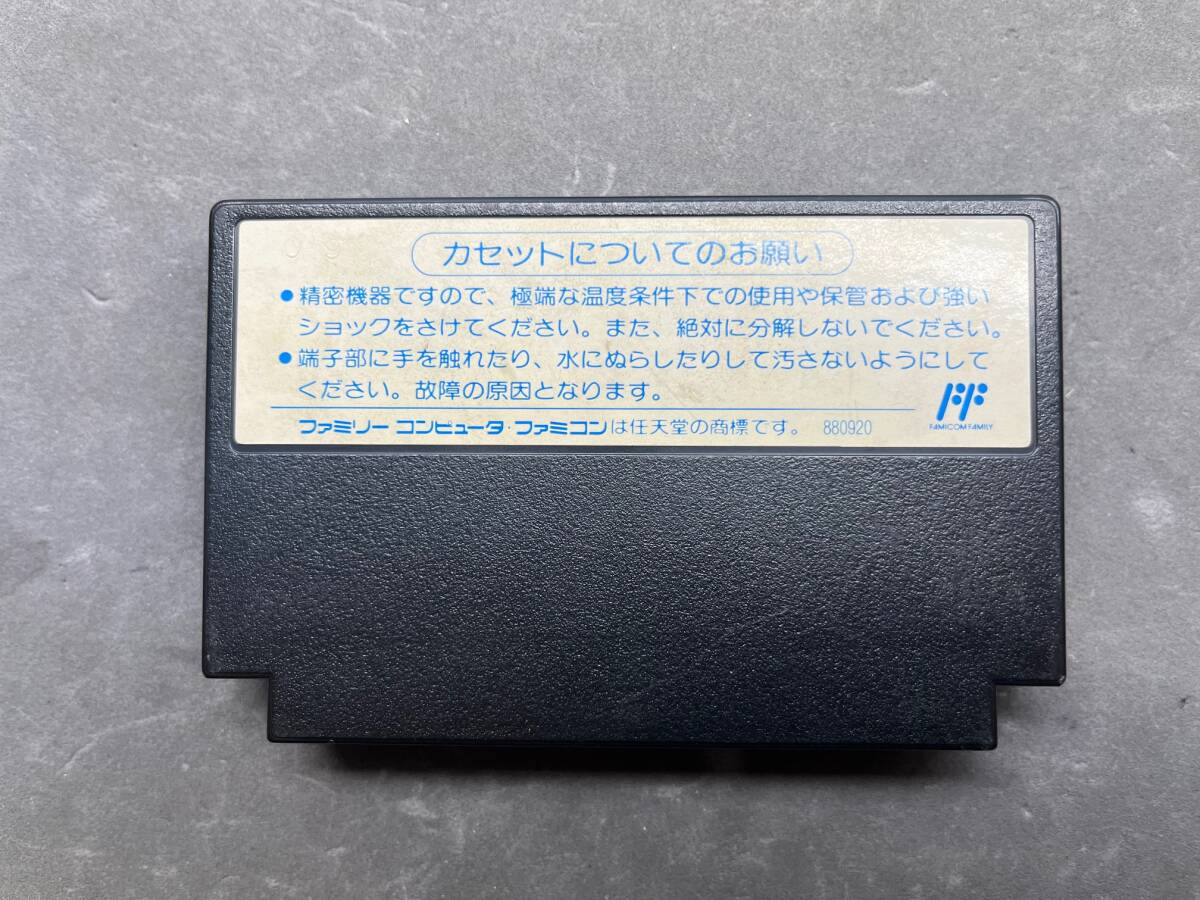 カセットについてのお願い
●精密機器ですので、極端な温度条件下での使用や保管および強い
ショックをさけてください。また、絶対に分解しないでください。
●端子部に手を触れたり、水にぬらしたりして汚さないようにして
ください。故障の原因となります。
FAMICOM FAMILY
ファミリーコンピュータ・ファミコンは任天堂の商標です。 880920